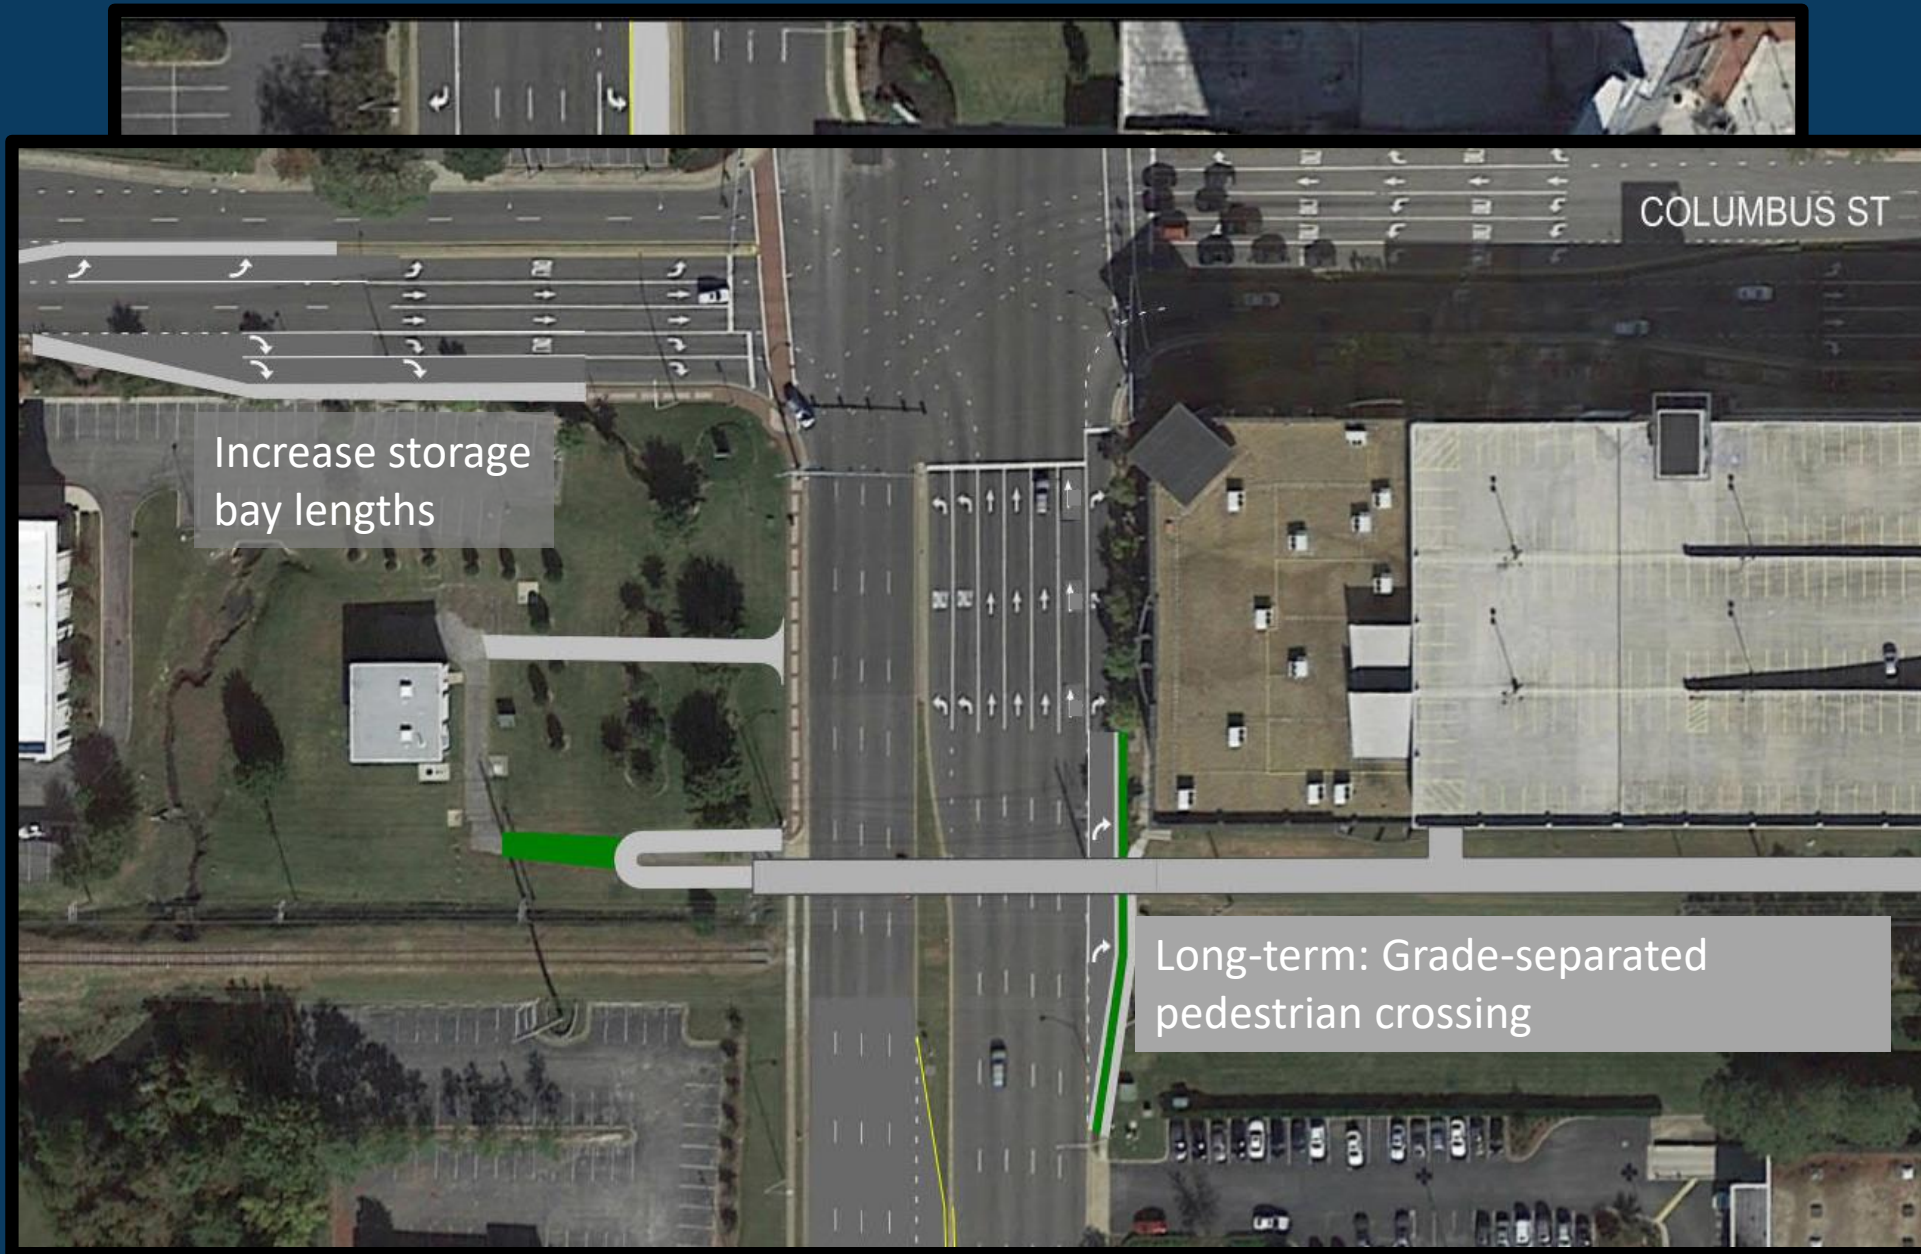 COLUMBUS ST
Increase storage
bay lengths
Long-term: Grade-separated
pedestrian crossing